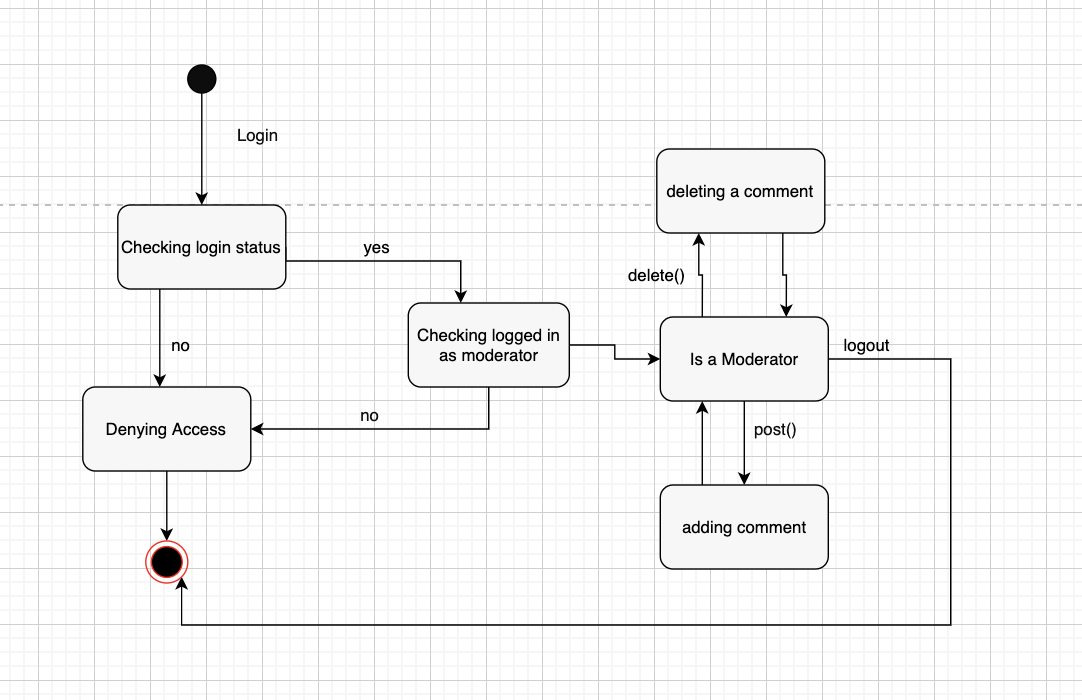 Login
deleting a comment
Checking login status
yes
delete()
Checking logged in
as moderator
no
Is a Moderator
logout
Denying Access
no
post()
adding comment